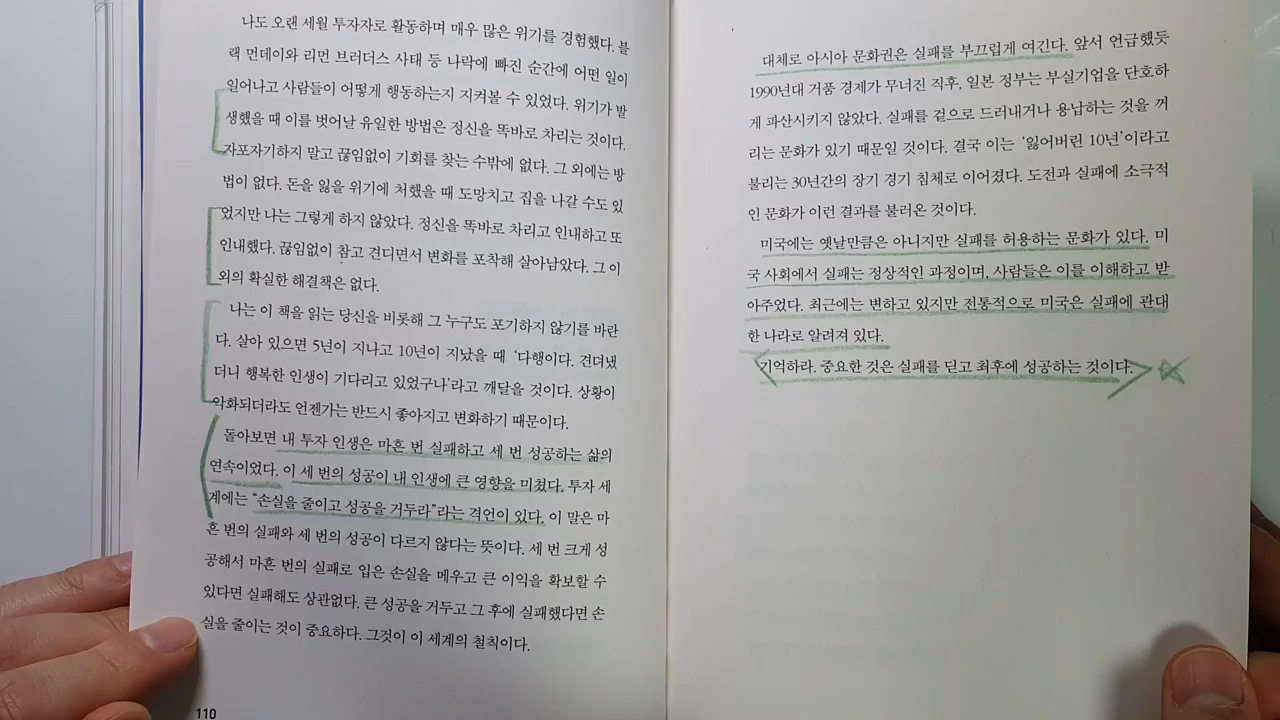 나도 오랜 세월 투자자로 활동하며 매우 많은 위기를 경험했다. 블
랙 먼데이와 리먼 브러더스 사태 등 나락에 빠진 순간에 어떤 일이
일어나고 사람들이 어떻게 행동하는지 지켜볼 수 있었다. 위기가 발
생했을 때 이를 벗어날 유일한 방법은 정신을 똑바로 차리는 것이다.
자포자기하지 말고 끊임없이 기회를 찾는 수밖에 없다. 그 외에는 방
법이 없다. 돈을 잃을 위기에 처했을 때 도망치고 집을 나갈 수도 있
었지만 나는 그렇게 하지 않았다. 정신을 똑바로 차리고 인내하고 또
인내했다. 끊임없이 참고 견디면서 변화를 포착해 살아남았다. 그 이
외의 확실한 해결책은 없다.
나는 이 책을 읽는 당신을 비롯해 그 누구도 포기하지 않기를 바란
다. 살아 있으면 5년이 지나고 10년이 지났을 때 ‘다행이다. 견뎌냈
더니 행복한 인생이 기다리고 있었구나’라고 깨달을 것이다. 상황이
악화되더라도 언젠가는 반드시 좋아지고 변화하기 때문이다.
돌아보면 내 투자 인생은 마흔 번 실패하고 세 번 성공하는 삶의
연속이었다. 이 세 번의 성공이 내 인생에 큰 영향을 미쳤다. 투자 세
계에는 “손실을 줄이고 성공을 거두라”라는 격언이 있다. 이 말은 마
흔 번의 실패와 세 번의 성공이 다르지 않다는 뜻이다. 세 번 크게 성
공해서 마흔 번의 실패로 입은 손실을 메우고 큰 이익을 확보할 수
있다면 실패해도 상관없다. 큰 성공을 거두고 그 후에 실패했다면 손
실을 줄이는 것이 중요하다. 그것이 이 세계의 철칙이다.
110
대체로 아시아 문화권은 실패를 부끄럽게 여긴다. 앞서 언급했듯
1990년대 거품 경제가 무너진 직후, 일본 정부는 부실기업을 단호하
게 파산시키지 않았다. 실패를 겉으로 드러내거나 용납하는 것을 꺼
리는 문화가 있기 때문일 것이다. 결국 이는 ‘잃어버린 10년’이라고
불리는 30년간의 장기 경기 침체로 이어졌다. 도전과 실패에 소극적
인 문화가 이런 결과를 불러온 것이다.
미국에는 옛날만큼은 아니지만 실패를 허용하는 문화가 있다. 미
국 사회에서 실패는 정상적인 과정이며, 사람들은 이를 이해하고 받
아주었다. 최근에는 변하고 있지만 전통적으로 미국은 실패에 관대
한 나라로 알려져 있다.
기억하라. 중요한 것은 실패를 딛고 최후에 성공하는 것이다.